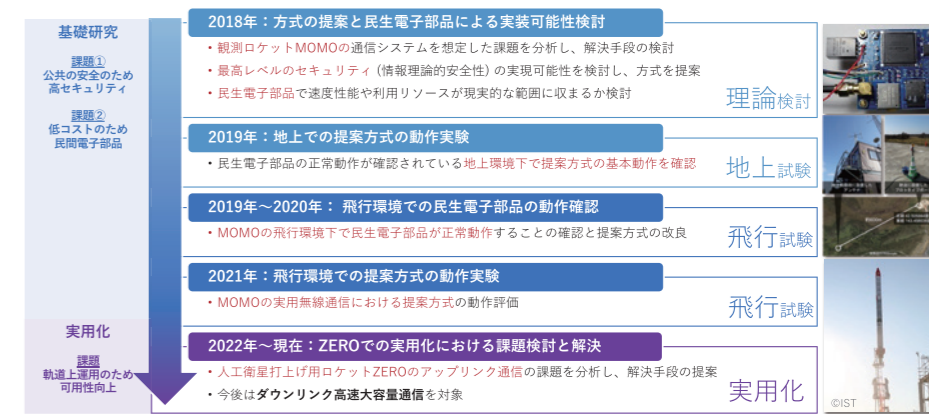 基礎研究
課題①
公共の安全のため
高セキュリティ
課題②
低コストのため
民間電子部品
2018年：方式の提案と民生電子部品による実装可能性検討
・観測ロケットMOMOの通信システムを想定した課題を分析し、解決手段の検討
・最高レベルのセキュリティ (情報理論的安全性) の実現可能性を検討し、方式を提案
・民生電子部品で速度性能や利用リソースが現実的な範囲に収まるか検討
理論検討
2019年：地上での提案方式の動作実験
・民生電子部品の正常動作が確認されている地上環境下で提案方式の基本動作を確認
地上試験
2019年～2020年： 飛行環境での民生電子部品の動作確認
・MOMOの飛行環境下で民生電子部品が正常動作することの確認と提案方式の改良
飛行試験
2021年：飛行環境での提案方式の動作実験
・MOMOの実用無線通信における提案方式の動作評価
飛行試験
実用化
課題
軌道上運用のため
可用性向上
2022年～現在：ZEROでの実用化における課題検討と解決
・人工衛星打上げ用ロケットZEROのアップリンク通信の課題を分析し、解決手段の提案
・今後はダウンリンク高速大容量通信を対象
実用化
©IST